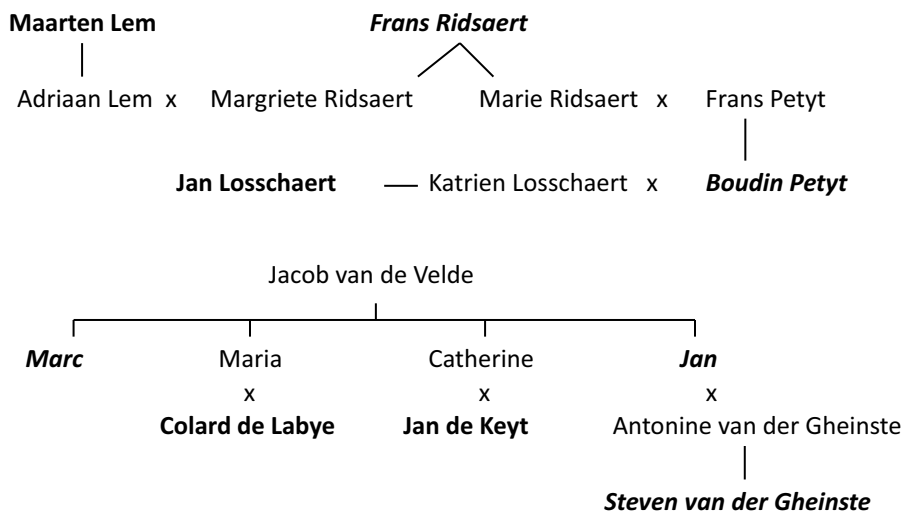 Maarten Lem Frans Ridsaert
Adriaan Lem x Margriete Ridsaert Marie Ridsaert x Frans Petyt
Jan Losschaert Katrien Losschaert x Boudin Petyt
Jacob van de Velde
Marc Maria Catherine Jan
x x x
Colard de Labye Jan de Keyt Antonine van der Gheinste
Steven van der Gheinste